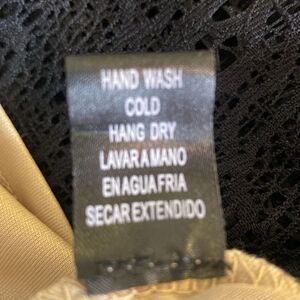 HAND WASH
COLD
HANG DRY
LAVAR A MANO
EN AGUA FRIA
SECAR EXTENDIDO